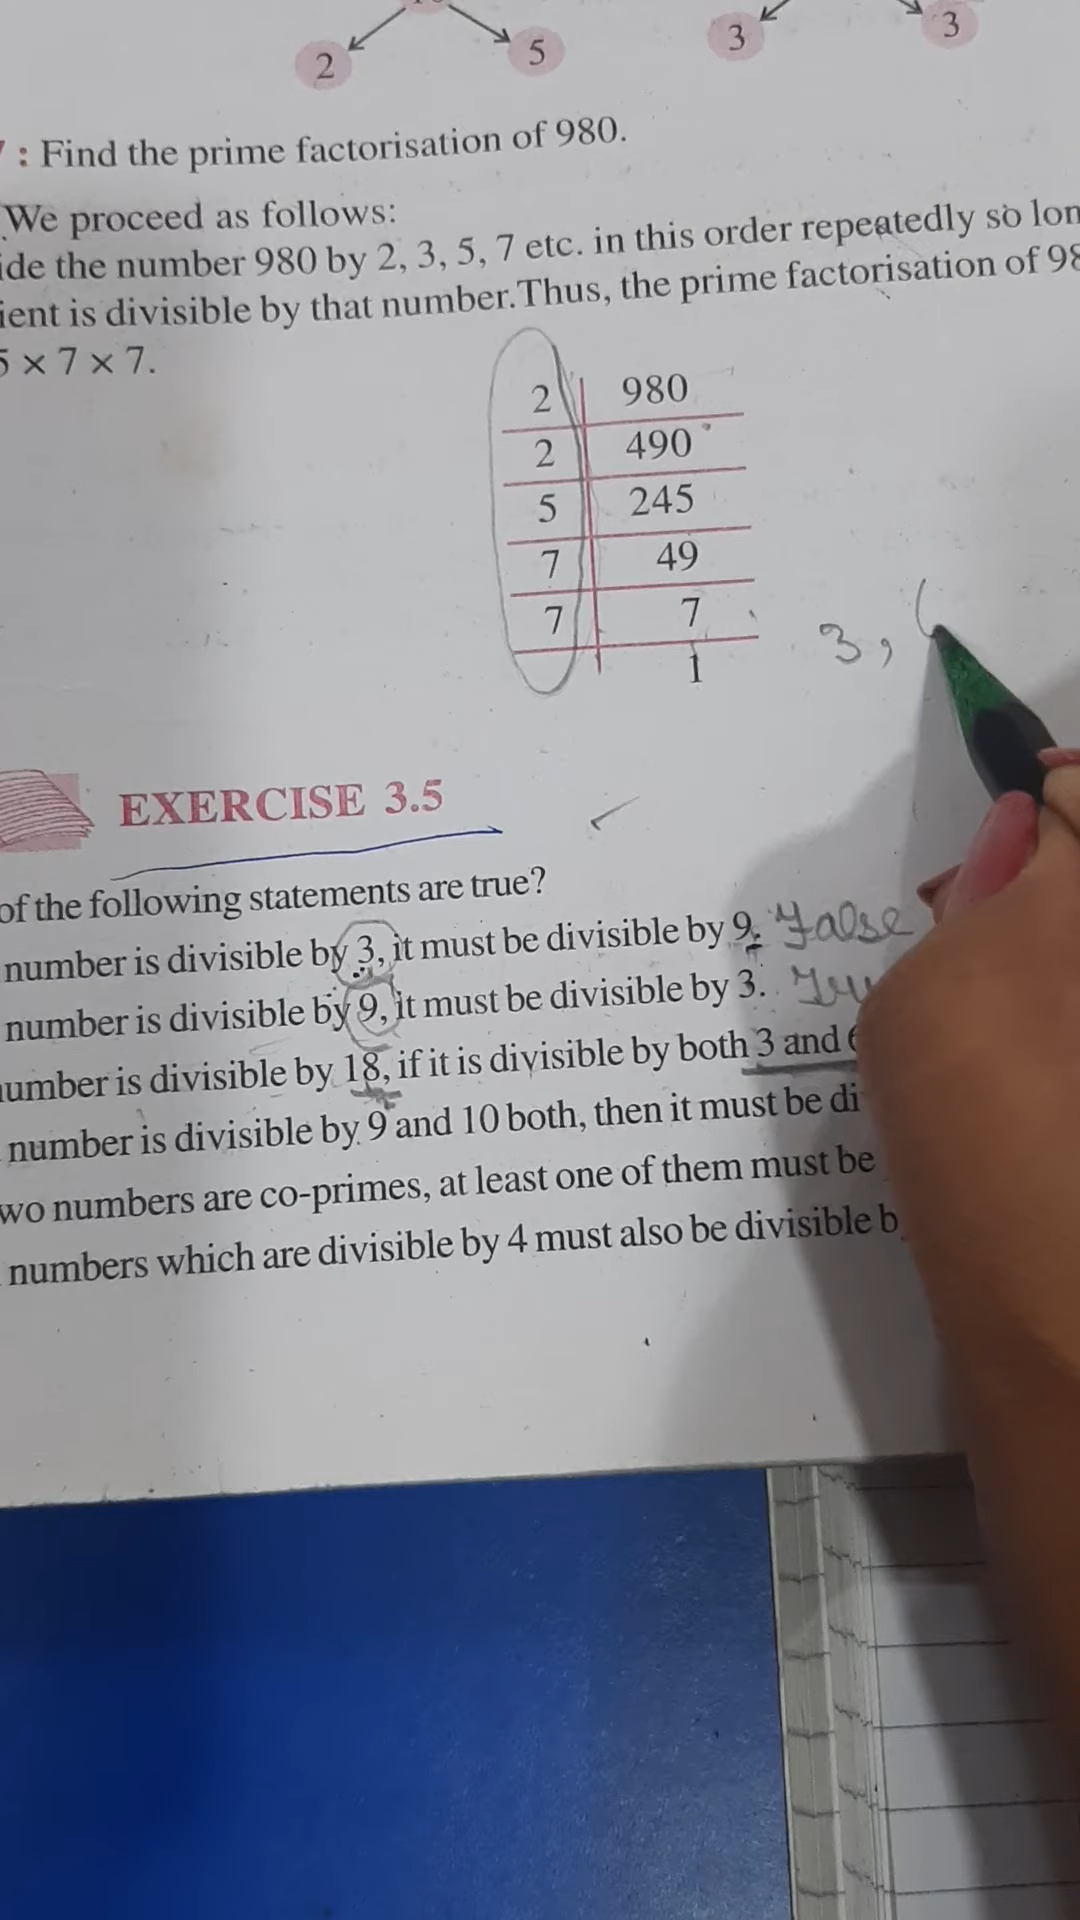 2 5 3 3
: Find the prime factorisation of 980.
We proceed as follows:
ide the number 980 by 2, 3, 5, 7 etc. in this order repeatedly so lon
ient is divisible by that number.Thus, the prime factorisation of 98
5 × 7 × 7.
2 980
2 490
5 245
7 49
7 7
1
3,
EXERCISE 3.5
of the following statements are true?
number is divisible by 3, it must be divisible by 9. False
number is divisible by 9, it must be divisible by 3.
umber is divisible by 18, if it is divisible by both 3 and
number is divisible by 9 and 10 both, then it must be di
wo numbers are co-primes, at least one of them must be
numbers which are divisible by 4 must also be divisible b